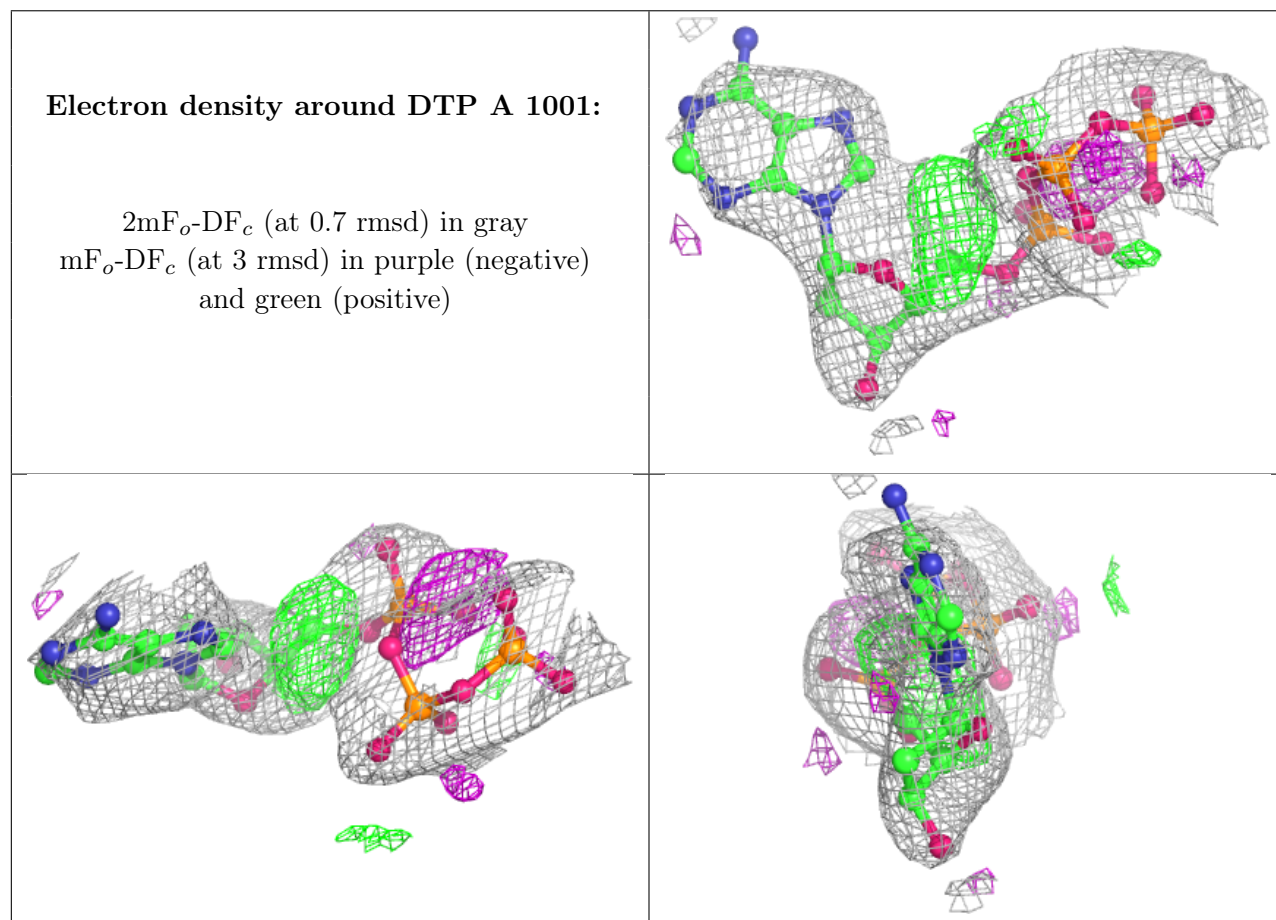 Electron density around DTP A 1001:
2mFo-DFc (at 0.7 rmsd) in gray
mFo-DFc (at 3 rmsd) in purple (negative)
and green (positive)